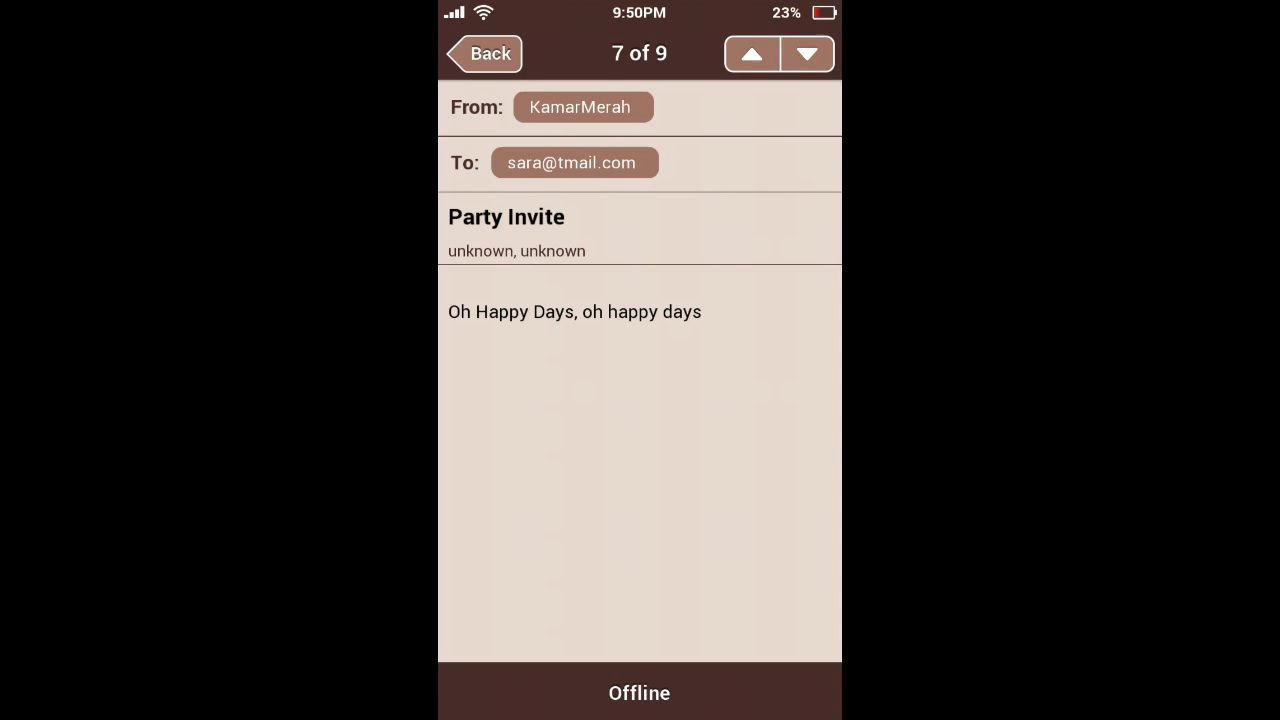 9:50PM 23%
Back 7 of 9
From: KamarMerah
To: sara@tmail.com
Party Invite
unknown, unknown
Oh Happy Days, oh happy days
Offline